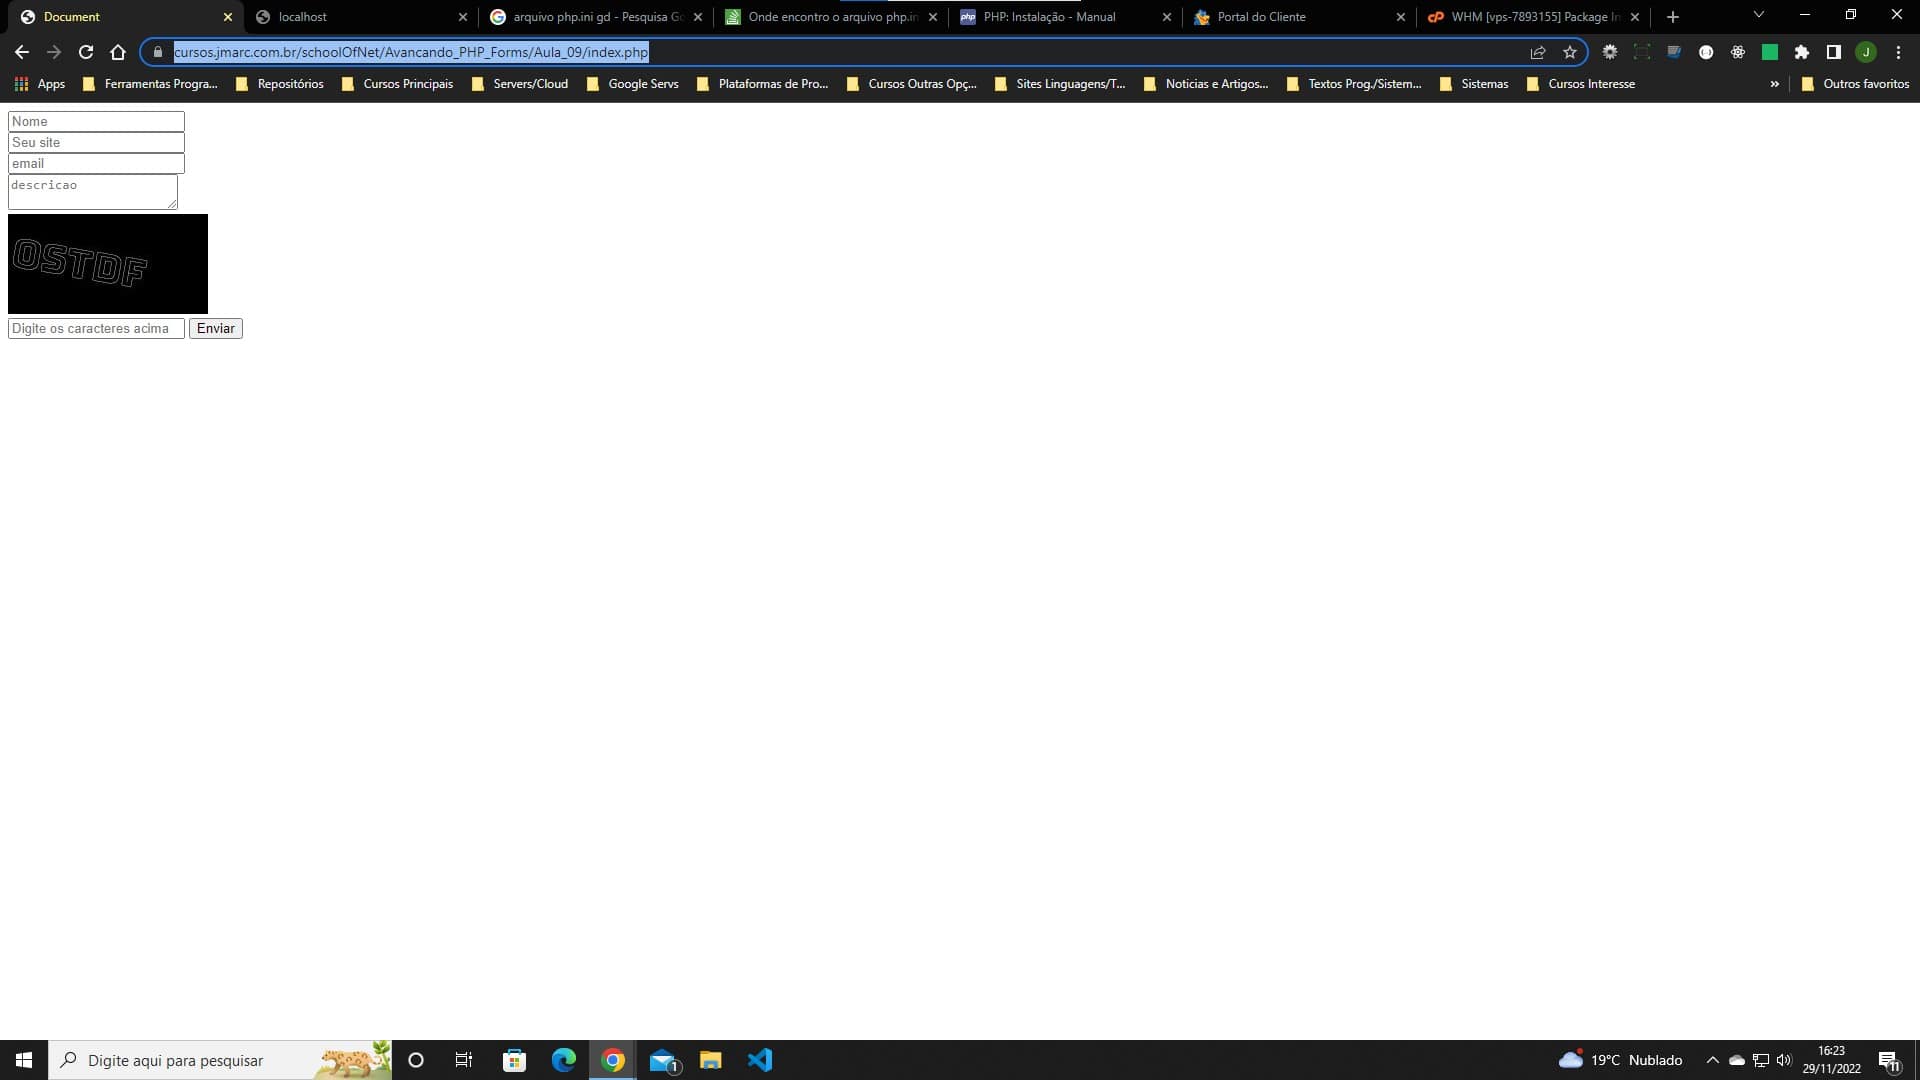 Document
localhost
arquivo php.ini gd - Pesquisa Go
Onde encontro o arquivo php.in
PHP: Instalação - Manual
Portal do Cliente
WHM [vps-7893155] Package In
cursos.jmarc.com.br/schoolOfNet/Avancando_PHP_Forms/Aula_09/index.php
J
Apps
Ferramentas Progra...
Repositórios
Cursos Principais
Servers/Cloud
Google Servs
Plataformas de Pro...
Cursos Outras Opç...
Sites Linguagens/T...
Noticias e Artigos...
Textos Prog./Sistem...
Sistemas
Cursos Interesse
»
Outros favoritos
Nome
Seu site
email
descricao
OSTDF
Digite os caracteres acima
Enviar
Digite aqui para pesquisar
1
19°C Nublado
16:23
29/11/2022
11